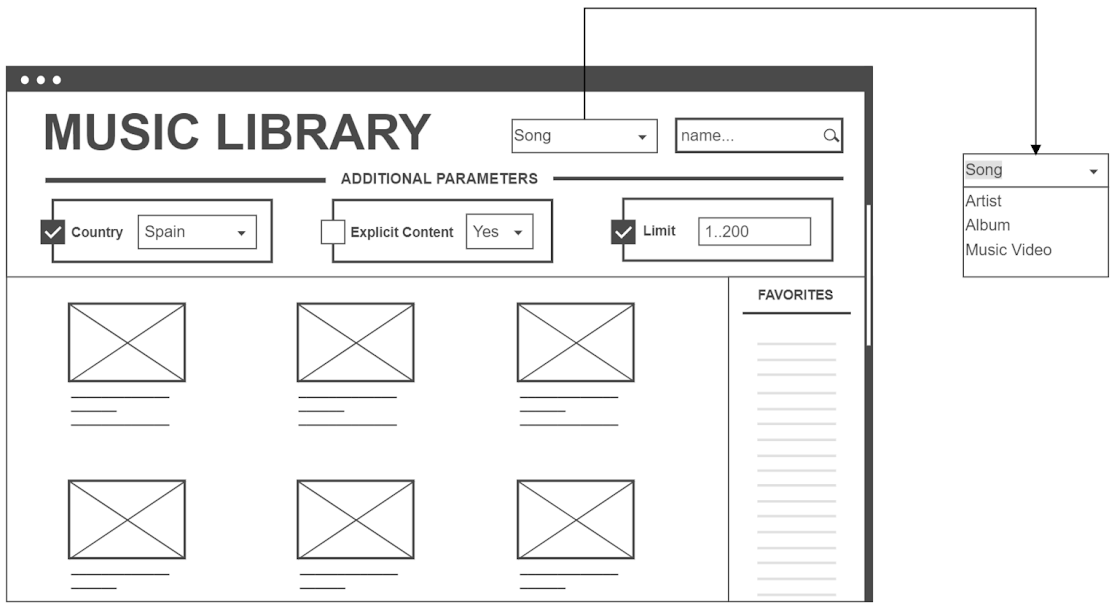 MUSIC LIBRARY
Song
name...
ADDITIONAL PARAMETERS
Country
Spain
Explicit Content
Yes
Limit
1..200
FAVORITES
Song
Artist
Album
Music Video